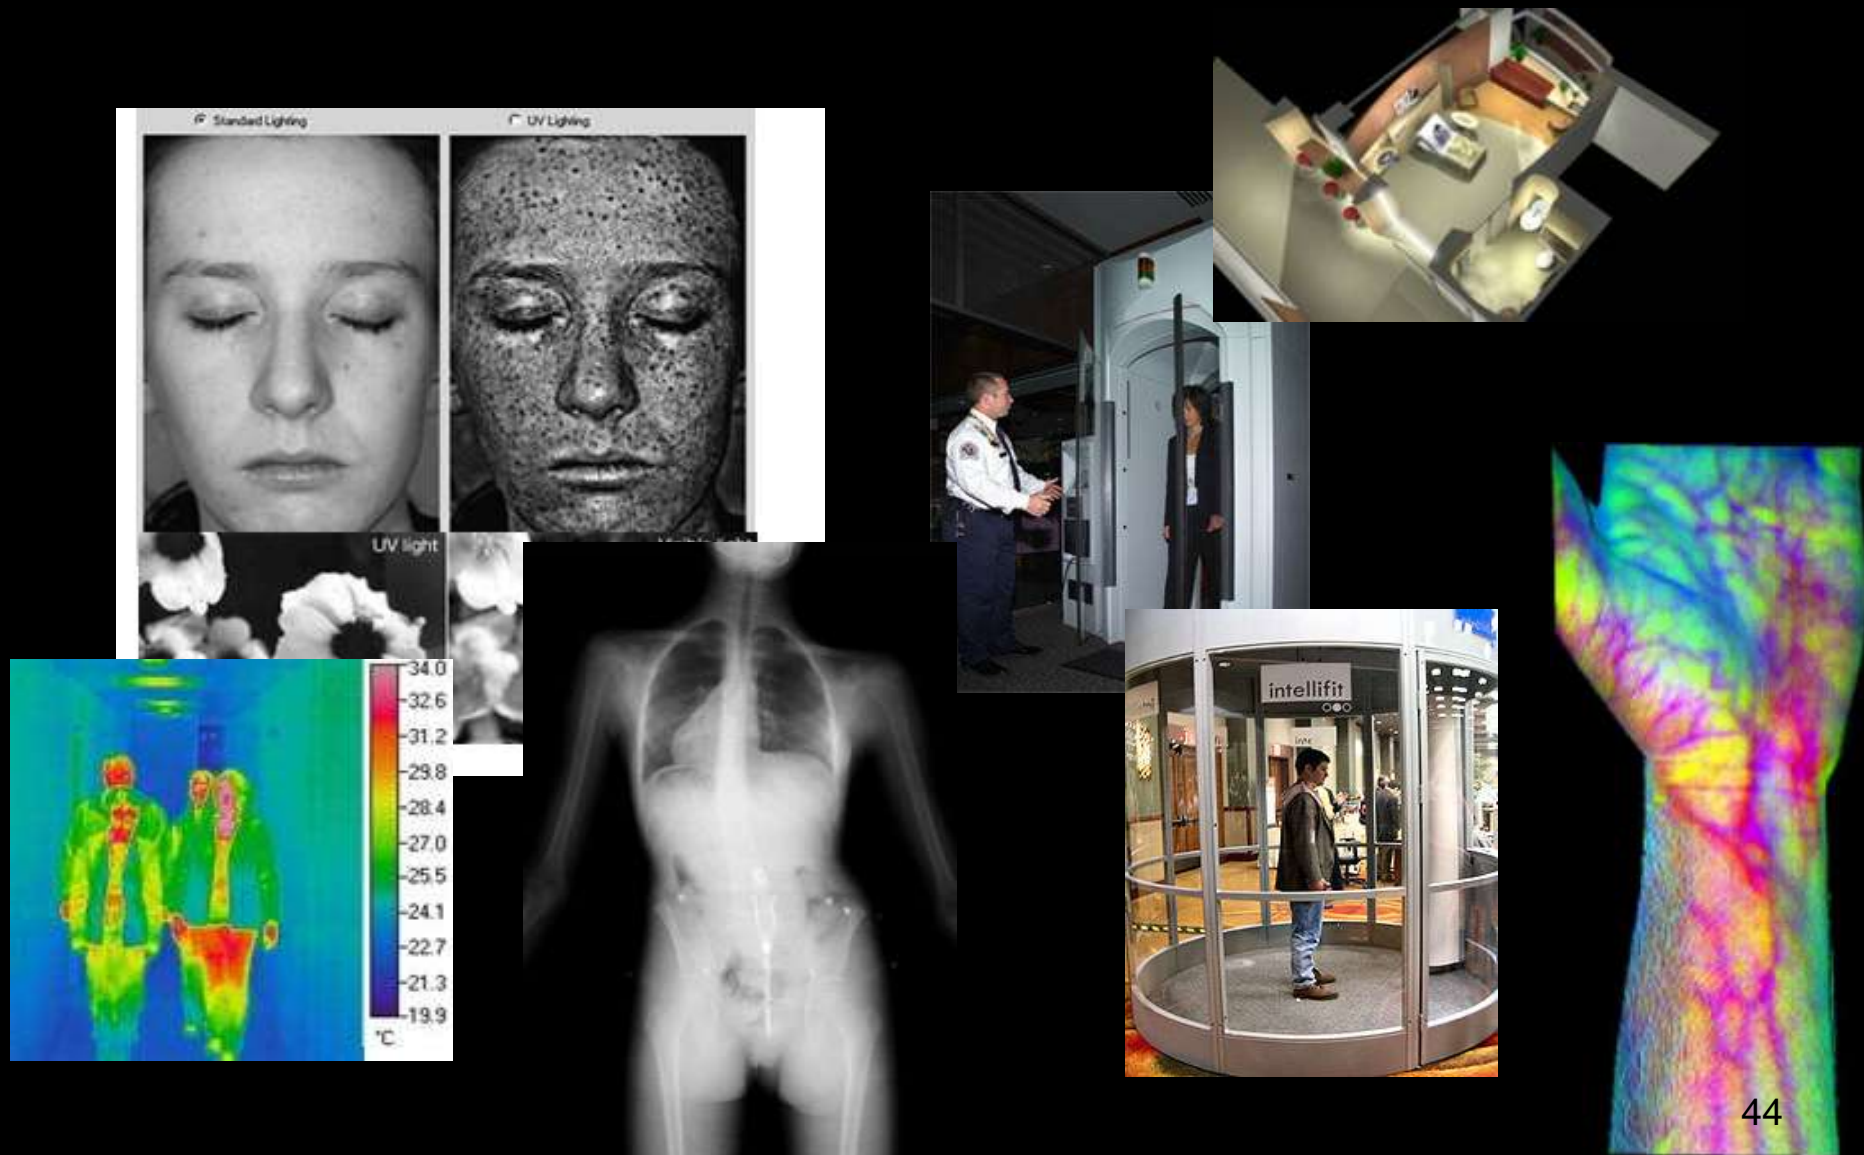 Standard Lighting
UV Lighting
UV light
34.0
32.6
31.2
29.8
28.4
27.0
25.5
24.1
22.7
21.3
19.9
°C
intellifit
44